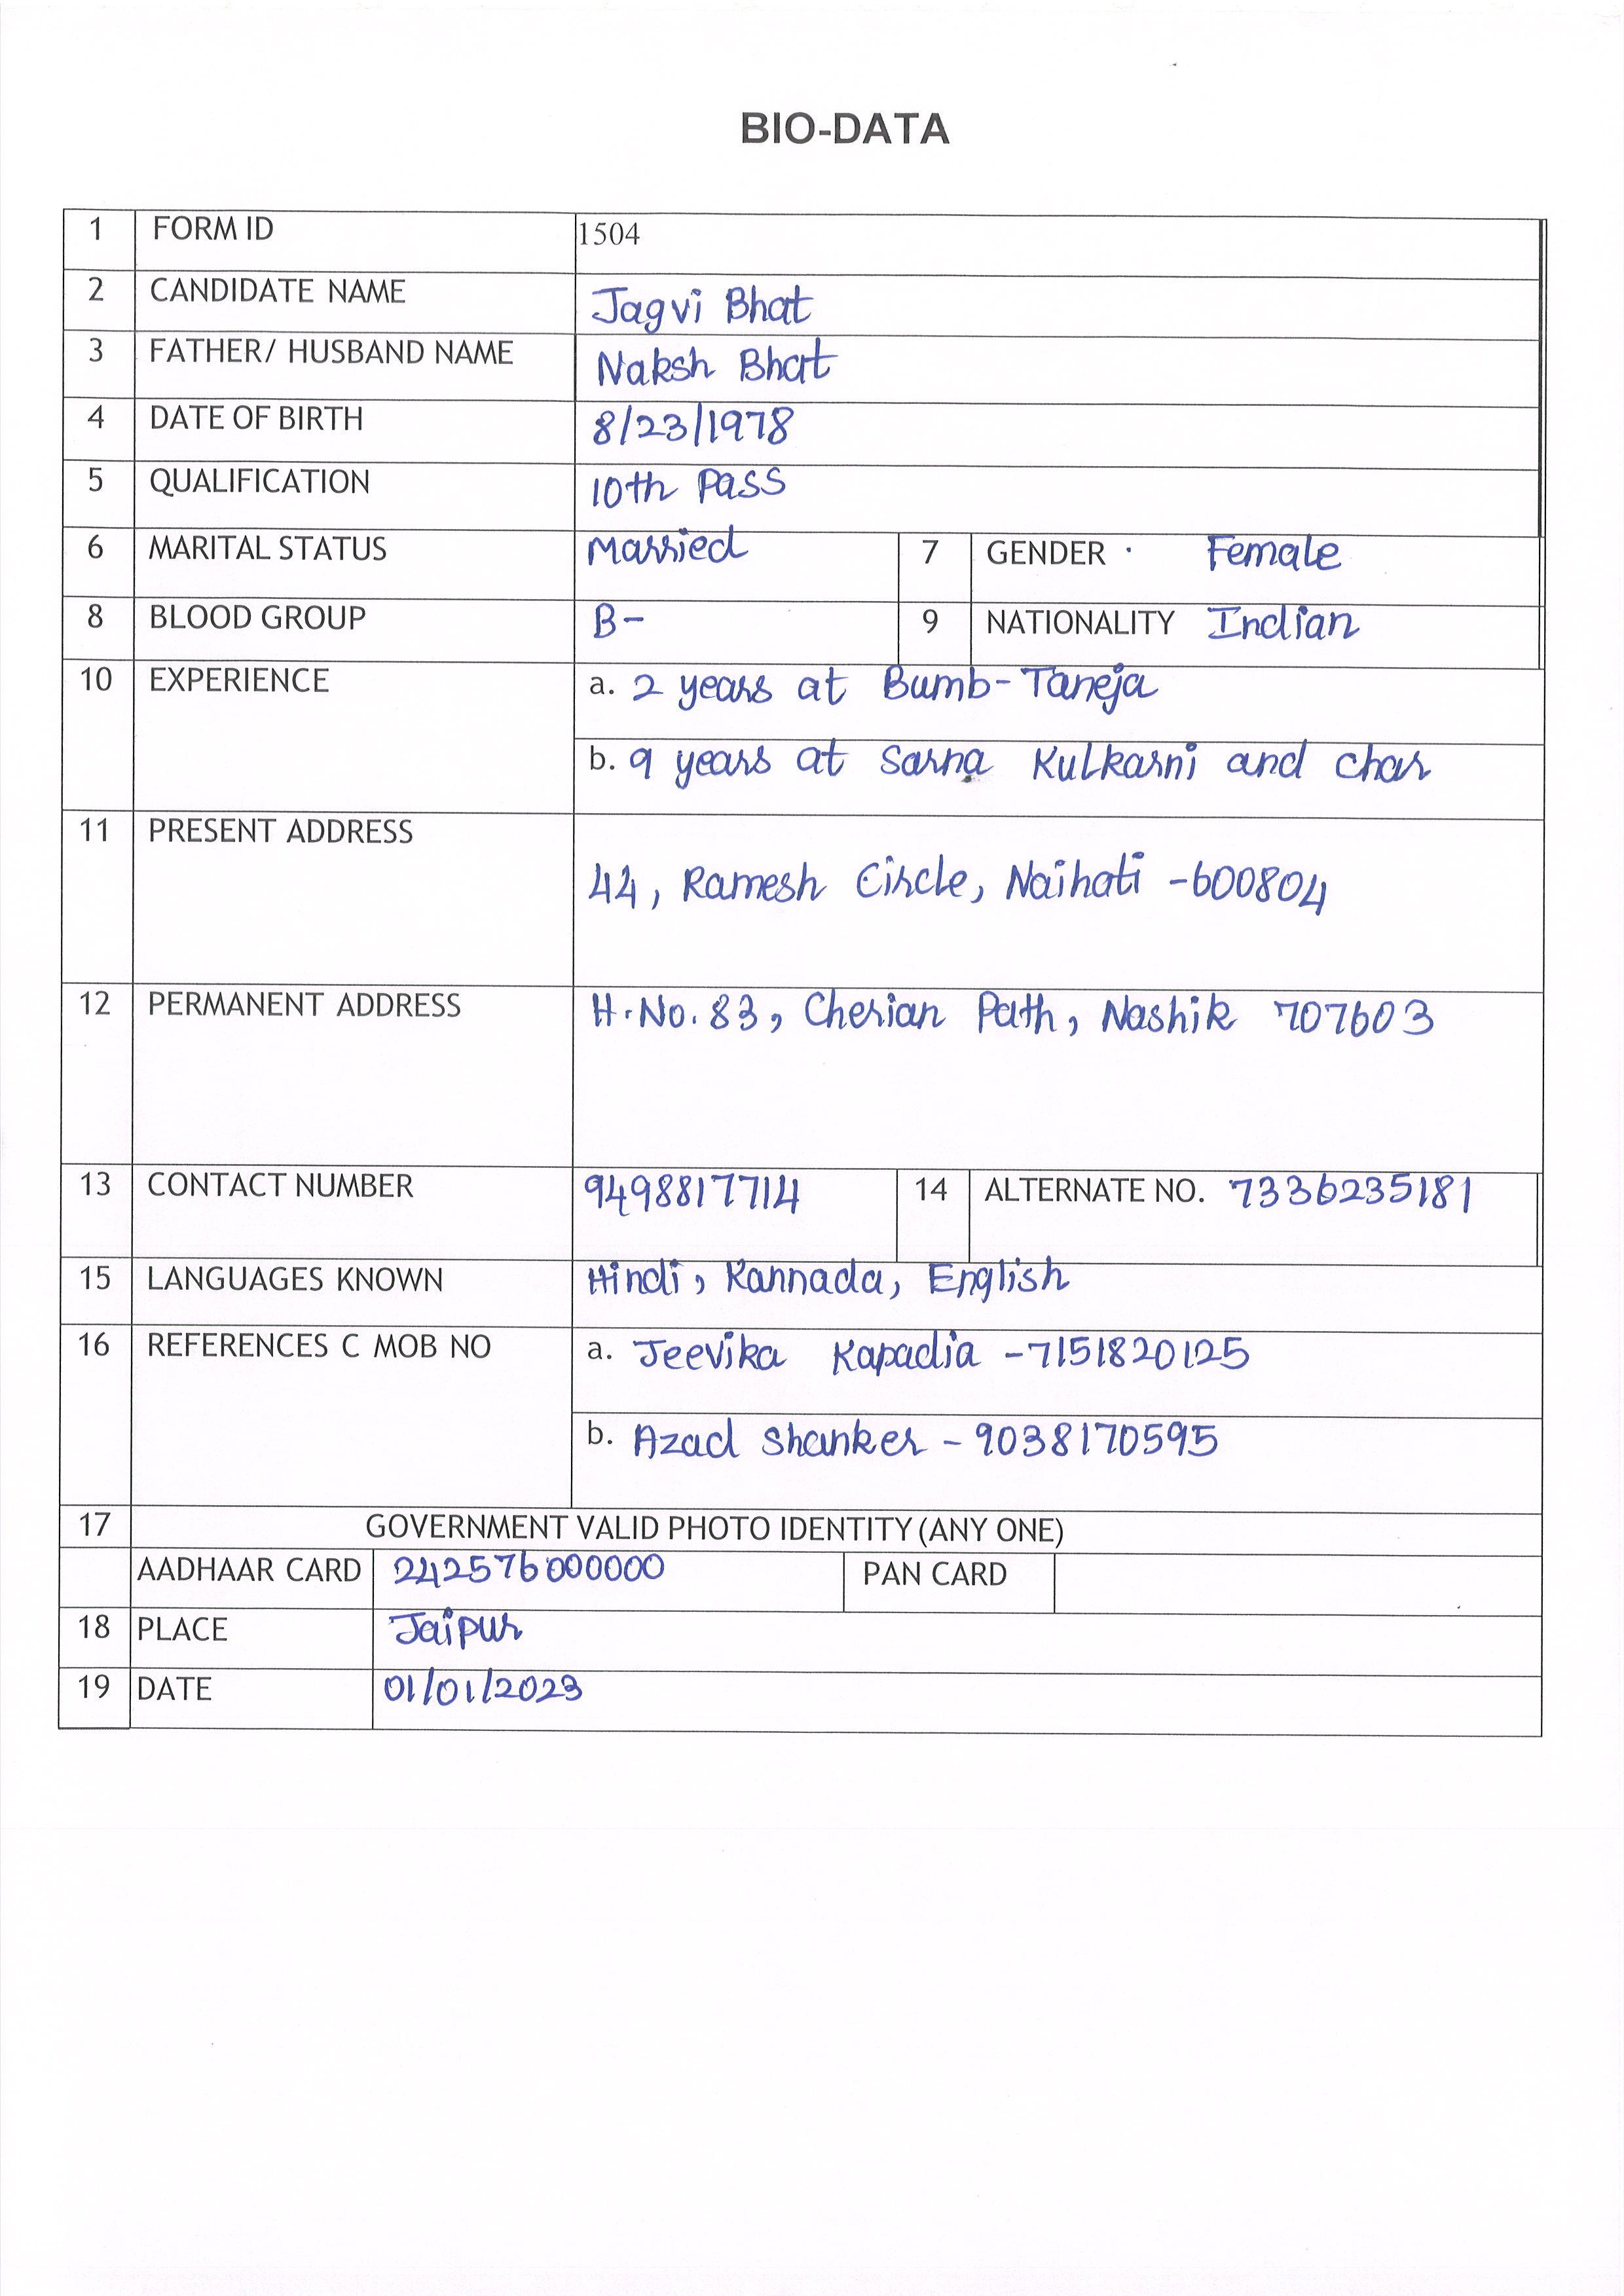 BIO-DATA
1 FORM ID 1504
2 CANDIDATE NAME Jagvi Bhat
3 FATHER/ HUSBAND NAME Naksh Bhat
4 DATE OF BIRTH 8/23/1978
5 QUALIFICATION 10th Pass
6 MARITAL STATUS Married 7 GENDER Female
8 BLOOD GROUP B- 9 NATIONALITY Indian
10 EXPERIENCE a. 2 years at Bumb-Taneja
b. 9 years at Sarna Kulkarni and char
11 PRESENT ADDRESS
44, Ramesh Circle, Naihati -600804
12 PERMANENT ADDRESS H.No. 83, Cherian Path, Nashik 707603
13 CONTACT NUMBER 9498817714 14 ALTERNATE NO. 7336235181
15 LANGUAGES KNOWN Hindi, Kannada, English
16 REFERENCES C MOB NO a. Jeevika Kapadia -7151820125
b. Azad Shanker - 9038170595
17 GOVERNMENT VALID PHOTO IDENTITY (ANY ONE)
AADHAAR CARD 242576000000 PAN CARD
18 PLACE Jaipur
19 DATE 01/01/2023